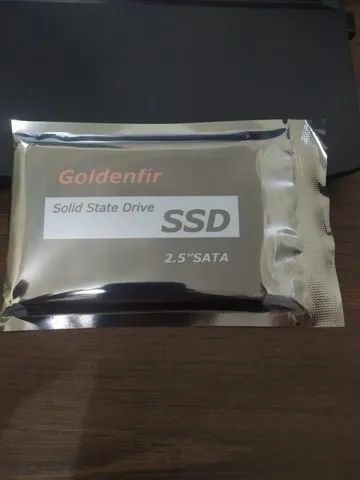 Goldenfir
Solid State Drive
SSD
2.5"SATA